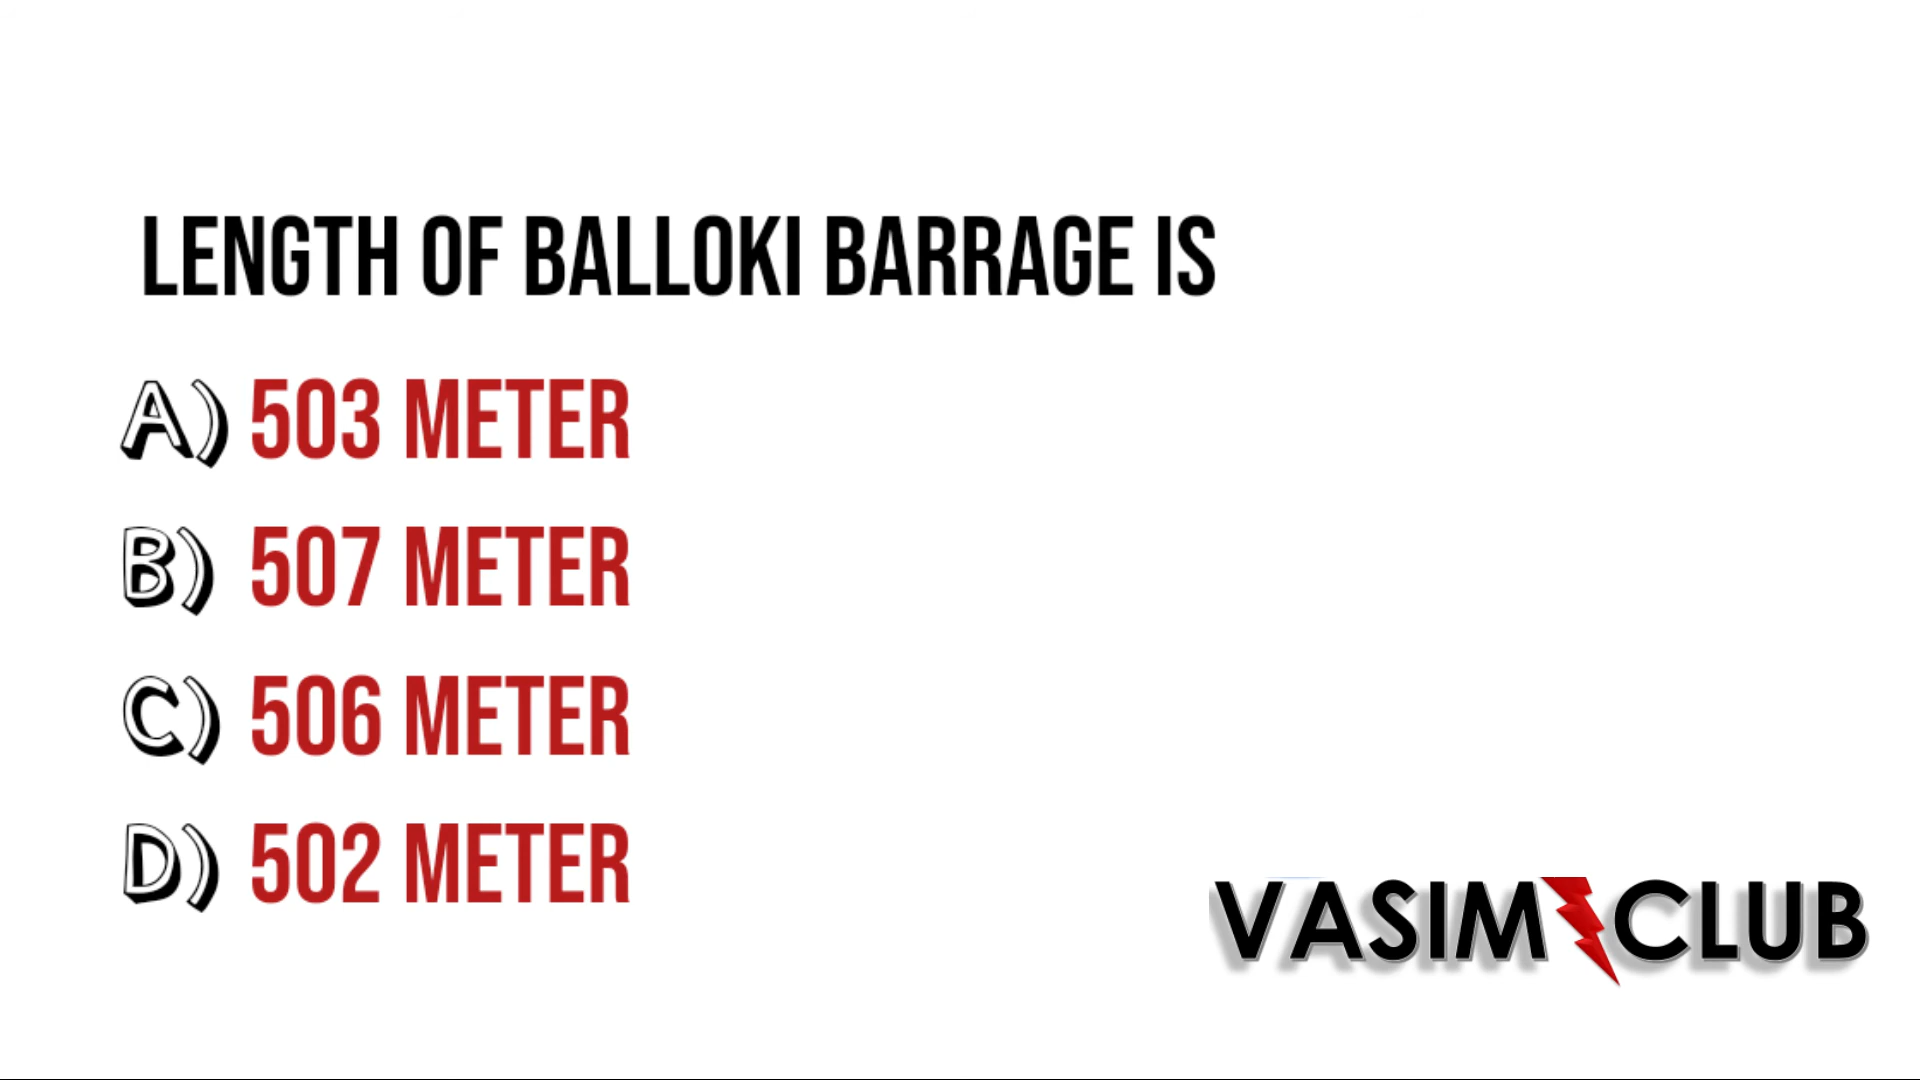 LENGTH OF BALLOKI BARRAGE IS
A) 503 METER
B) 507 METER
C) 506 METER
D) 502 METER
VASIM CLUB